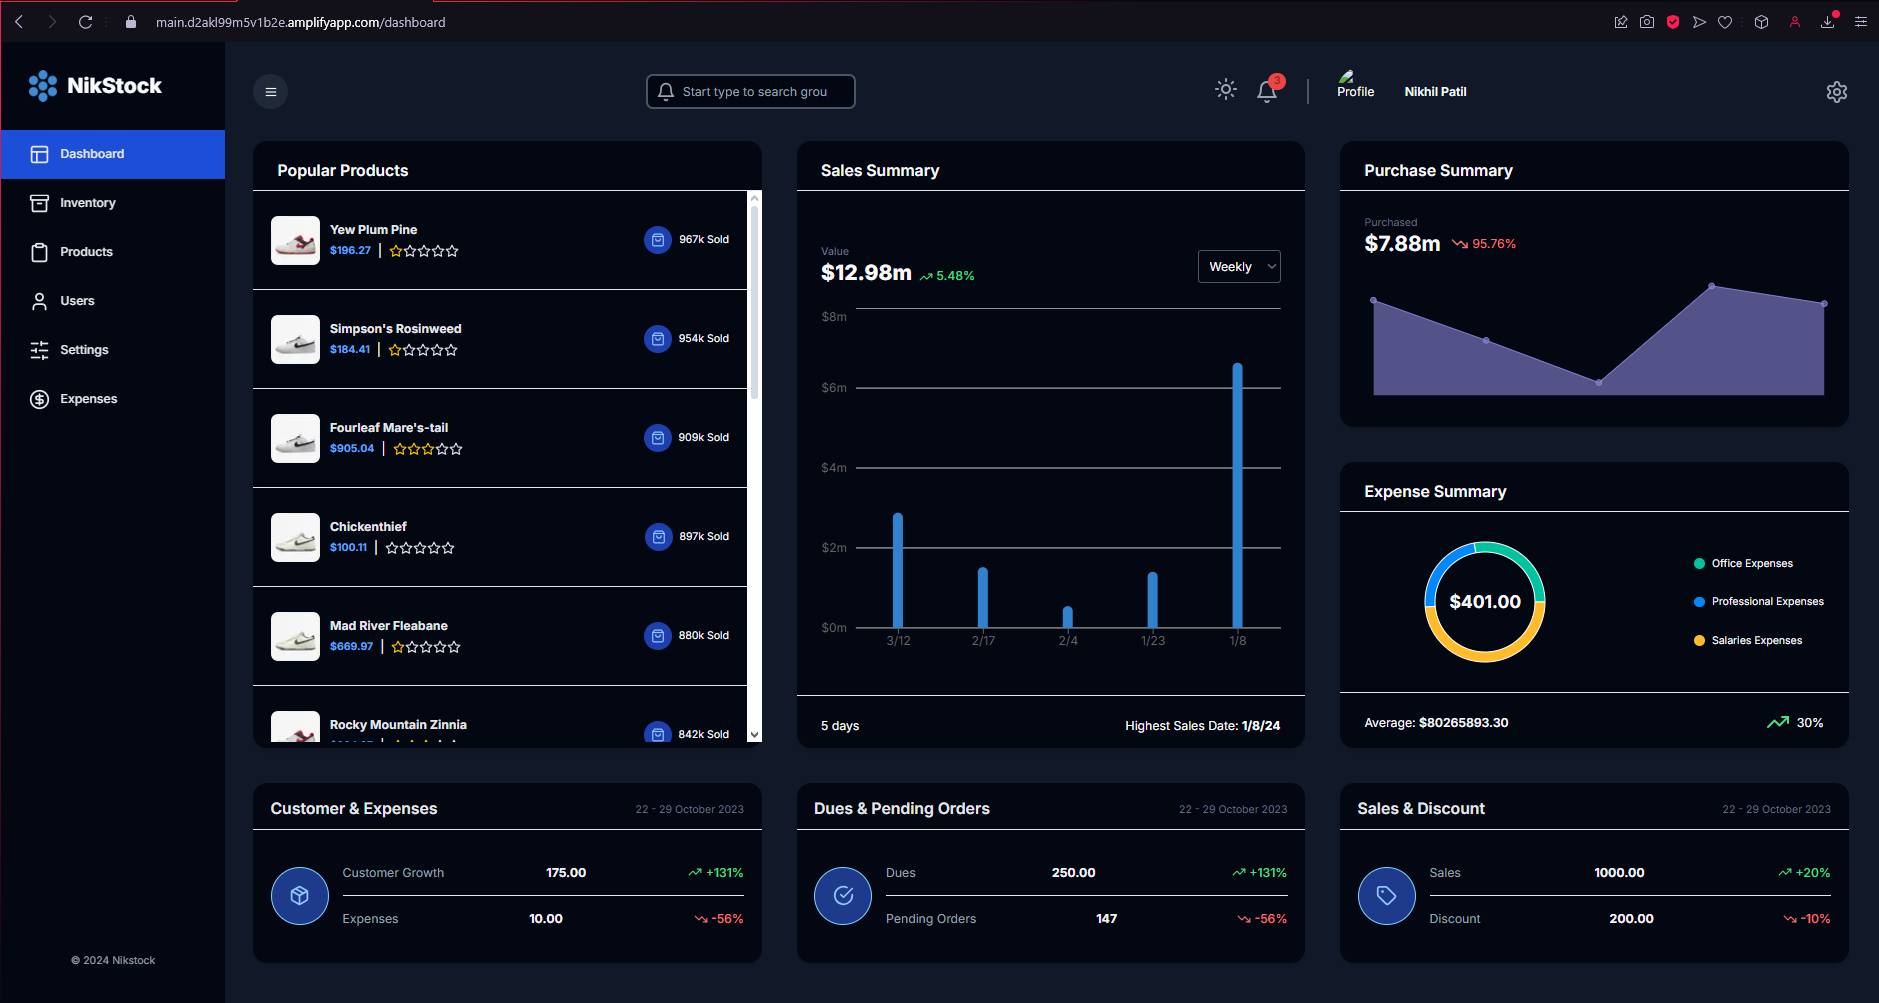 main.d2akl99m5v1b2e.amplifyapp.com/dashboard
NikStock
Dashboard
Inventory
Products
Users
Settings
Expenses
© 2024 Nikstock
Start type to search grou
3
Profile
Nikhil Patil
Popular Products
Yew Plum Pine
$196.27
967k Sold
Simpson's Rosinweed
$184.41
954k Sold
Fourleaf Mare's-tail
$905.04
909k Sold
Chickenthief
$100.11
897k Sold
Mad River Fleabane
$669.97
880k Sold
Rocky Mountain Zinnia
842k Sold
Sales Summary
Value
$12.98m
5.48%
Weekly
$8m
$6m
$4m
$2m
$0m
3/12 2/17 2/4 1/23 1/8
5 days
Highest Sales Date: 1/8/24
Purchase Summary
Purchased
$7.88m
95.76%
Expense Summary
$401.00
Office Expenses
Professional Expenses
Salaries Expenses
Average: $80265893.30
30%
Customer & Expenses
22 - 29 October 2023
Customer Growth 175.00 +131%
Expenses 10.00 -56%
Dues & Pending Orders
22 - 29 October 2023
Dues 250.00 +131%
Pending Orders 147 -56%
Sales & Discount
22 - 29 October 2023
Sales 1000.00 +20%
Discount 200.00 -10%